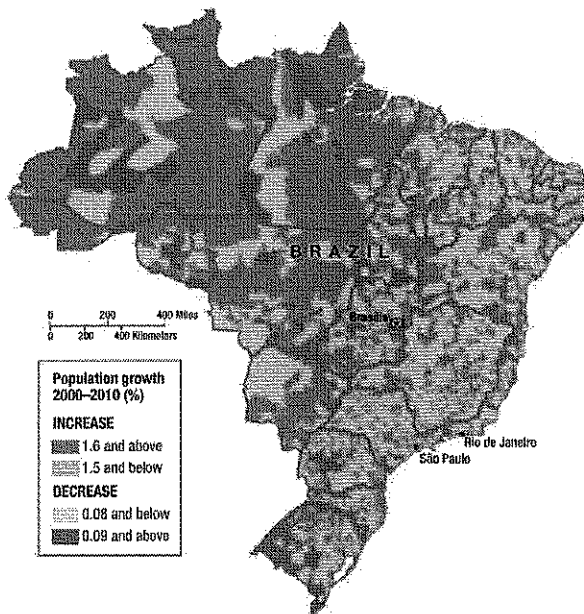 BRAZIL
Brasília
0 200 400 Miles
0 200 400 Kilometers
Rio de Janeiro
São Paulo
Population growth
2000–2010 (%)
INCREASE
1.6 and above
1.5 and below
DECREASE
0.08 and below
0.09 and above